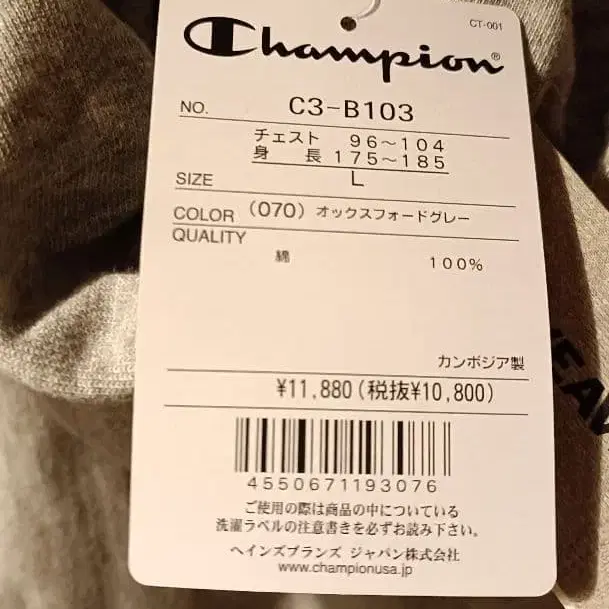 CT-001
Champion®
NO. C3-B103
チェスト 96~104
身長 175~185
SIZE L
COLOR (070) オックスフォードグレー
QUALITY
綿 100%
カンボジア製
¥11,880(税抜¥10,800)
4550671193076
ご使用の際は商品の中についている
洗濯ラベルの注意書きを必ずお読み下さい。
ヘインズブランズ ジャパン株式会社
www.championusa.jp